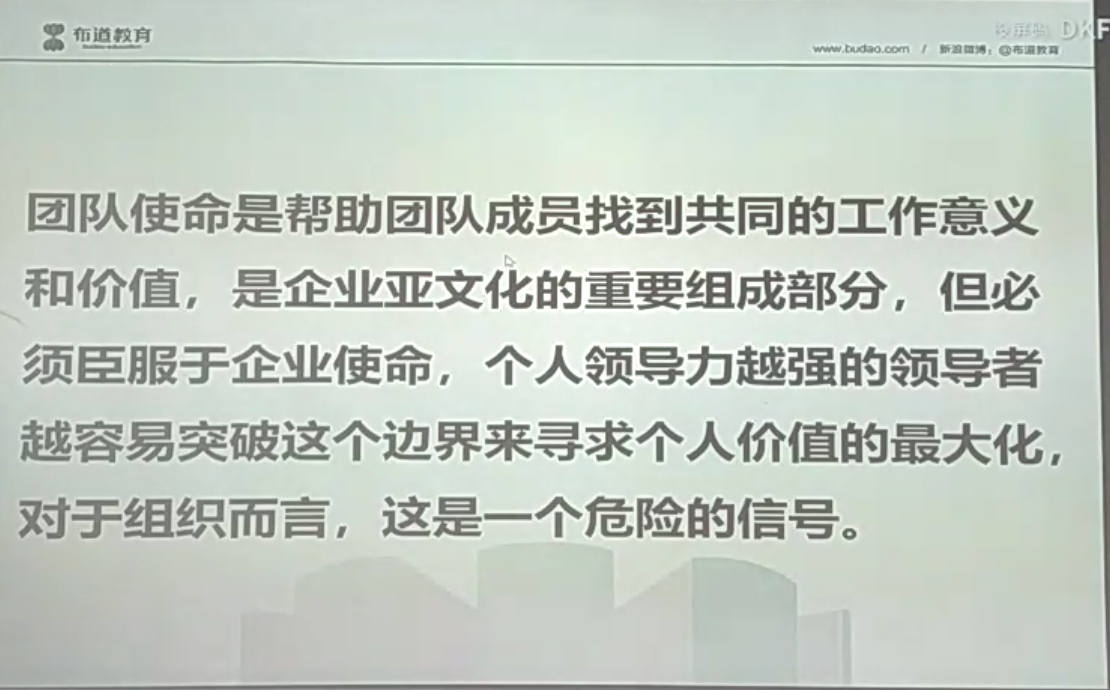 布道教育
www.budao.com / 新浪微博：@布道教育
团队使命是帮助团队成员找到共同的工作意义
和价值，是企业亚文化的重要组成部分，但必
须臣服于企业使命，个人领导力越强的领导者
越容易突破这个边界来寻求个人价值的最大化，
对于组织而言，这是一个危险的信号。